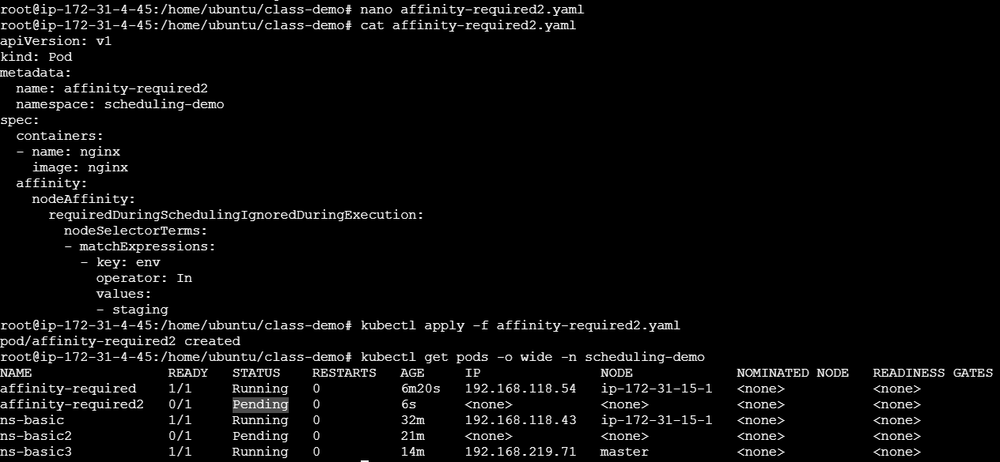 root@ip-172-31-4-45:/home/ubuntu/class-demo# nano affinity-required2.yaml
root@ip-172-31-4-45:/home/ubuntu/class-demo# cat affinity-required2.yaml
apiVersion: v1
kind: Pod
metadata:
  name: affinity-required2
  namespace: scheduling-demo
spec:
  containers:
  - name: nginx
    image: nginx
  affinity:
    nodeAffinity:
      requiredDuringSchedulingIgnoredDuringExecution:
        nodeSelectorTerms:
        - matchExpressions:
          - key: env
            operator: In
            values:
            - staging
root@ip-172-31-4-45:/home/ubuntu/class-demo# kubectl apply -f affinity-required2.yaml
pod/affinity-required2 created
root@ip-172-31-4-45:/home/ubuntu/class-demo# kubectl get pods -o wide -n scheduling-demo
NAME                 READY   STATUS    RESTARTS   AGE     IP               NODE             NOMINATED NODE   READINESS GATES
affinity-required    1/1     Running   0          6m20s   192.168.118.54   ip-172-31-15-1   <none>           <none>
affinity-required2   0/1     Pending   0          6s      <none>           <none>           <none>           <none>
ns-basic             1/1     Running   0          32m     192.168.118.43   ip-172-31-15-1   <none>           <none>
ns-basic2            0/1     Pending   0          21m     <none>           <none>           <none>           <none>
ns-basic3            1/1     Running   0          14m     192.168.219.71   master           <none>           <none>